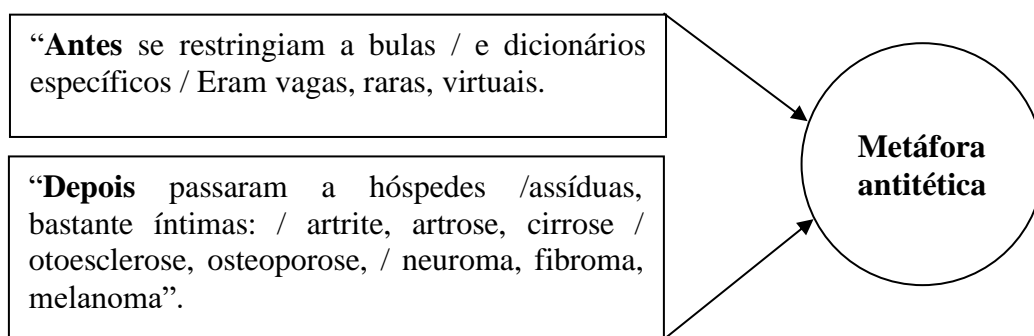 “Antes se restringiam a bulas / e dicionários
específicos / Eram vagas, raras, virtuais.
“Depois passaram a hóspedes /assíduas,
bastante íntimas: / artrite, artrose, cirrose /
otoesclerose, osteoporose, / neuroma, fibroma,
melanoma”.
Metáfora
antitética